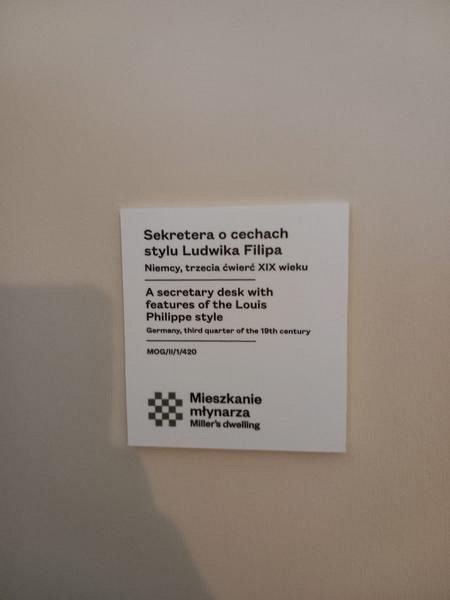 Sekretera o cechach
stylu Ludwika Filipa
Niemcy, trzecia ćwierć XIX wieku
A secretary desk with
features of the Louis
Philippe style
Germany, third quarter of the 19th century
MOG/II/1/420
Mieszkanie
młynarza
Miller's dwelling